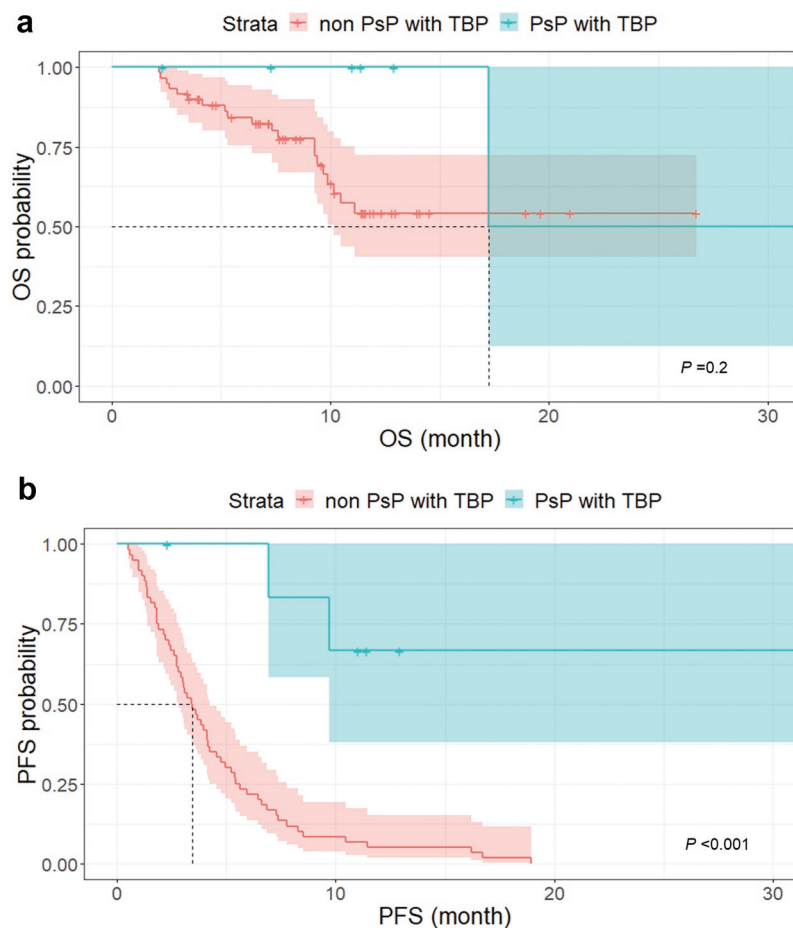 a
Strata non PsP with TBP PsP with TBP
OS probability
1.00
0.75
0.50
0.25
0.00
P =0.2
0 10 20 30
OS (month)
b
Strata non PsP with TBP PsP with TBP
PFS probability
1.00
0.75
0.50
0.25
0.00
P <0.001
0 10 20 30
PFS (month)